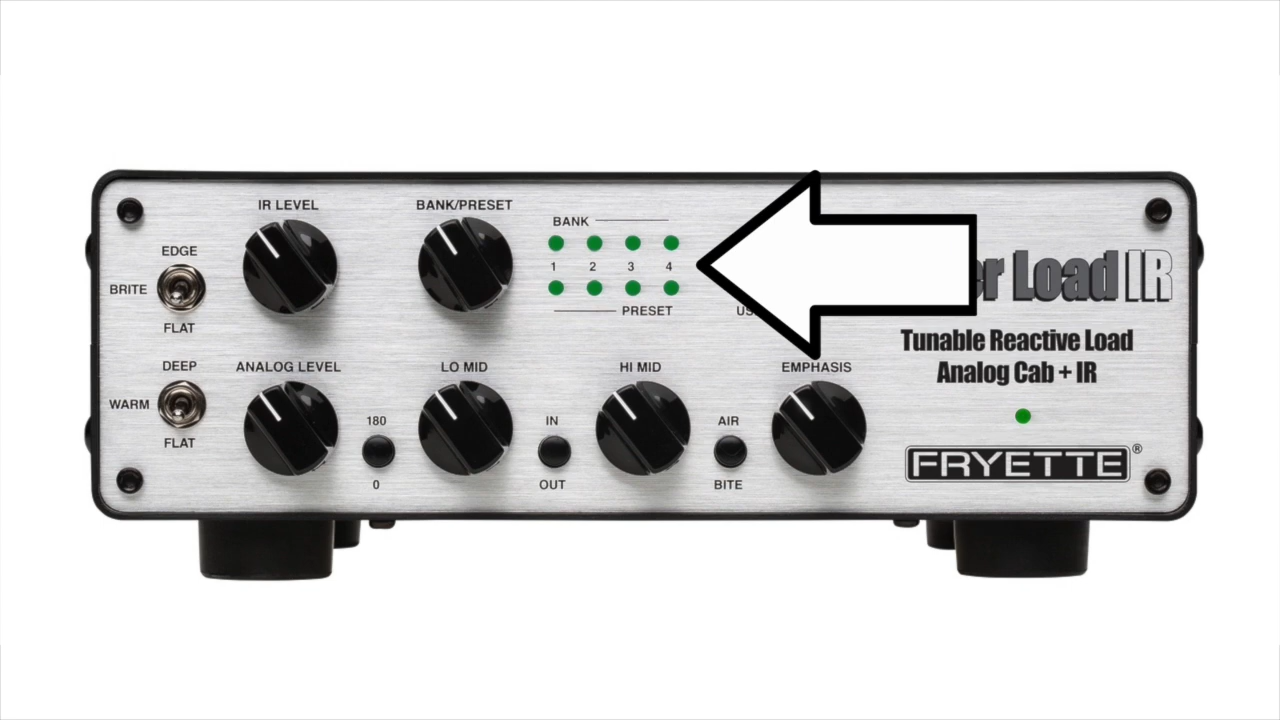 IR LEVEL
BANK/PRESET
BANK
EDGE
BRITE
FLAT
1 2 3 4
PRESET
Load IR
Tunable Reactive Load
Analog Cab + IR
DEEP
WARM
FLAT
ANALOG LEVEL
LO MID
HI MID
EMPHASIS
180
0
IN
OUT
AIR
BITE
FRYETTE®